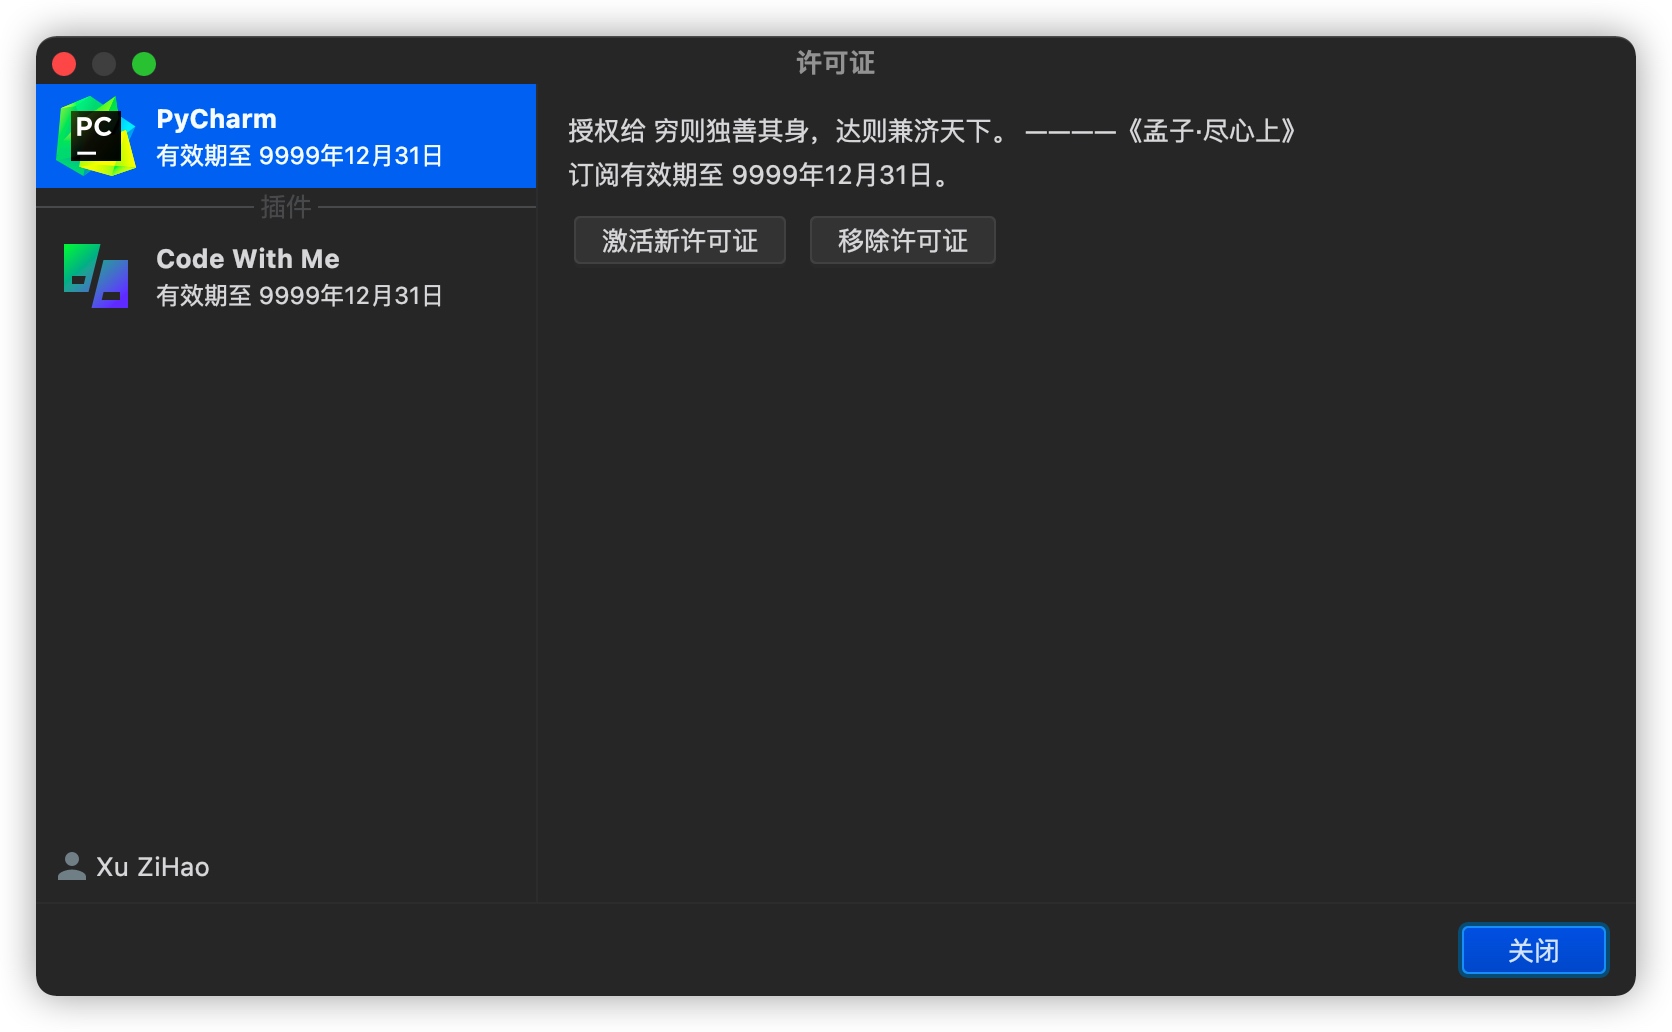 许可证
PC
PyCharm
有效期至 9999年12月31日
插件
Code With Me
有效期至 9999年12月31日
Xu ZiHao
授权给 穷则独善其身，达则兼济天下。 ————《孟子·尽心上》
订阅有效期至 9999年12月31日。
激活新许可证
移除许可证
关闭